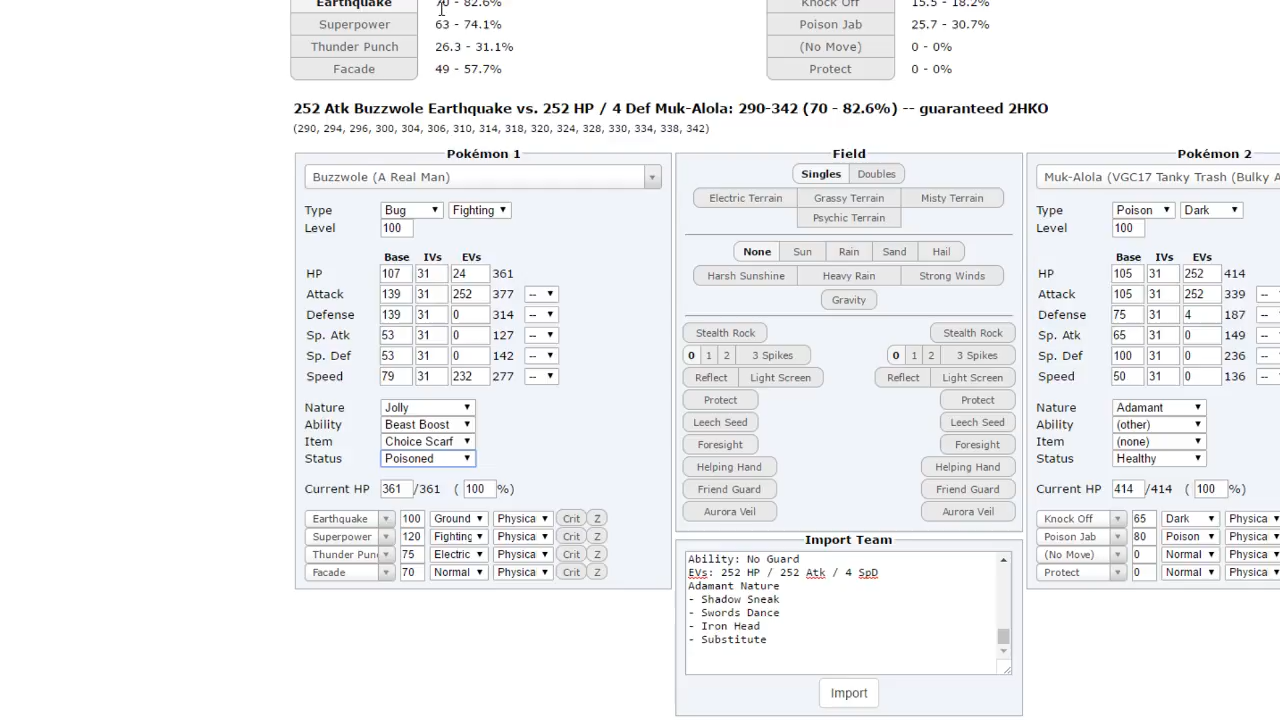 Earthquake 70 - 82.6% Knock Off 15.5 - 18.2%
Superpower 63 - 74.1% Poison Jab 25.7 - 30.7%
Thunder Punch 26.3 - 31.1% (No Move) 0 - 0%
Facade 49 - 57.7% Protect 0 - 0%
252 Atk Buzzwole Earthquake vs. 252 HP / 4 Def Muk-Alola: 290-342 (70 - 82.6%) -- guaranteed 2HKO
(290, 294, 296, 300, 304, 306, 310, 314, 318, 320, 324, 328, 330, 334, 338, 342)
Pokémon 1
Buzzwole (A Real Man)
Type Bug Fighting
Level 100
Base IVs EVs
HP 107 31 24 361
Attack 139 31 252 377 --
Defense 139 31 0 314 --
Sp. Atk 53 31 0 127 --
Sp. Def 53 31 0 142 --
Speed 79 31 232 277 --
Nature Jolly
Ability Beast Boost
Item Choice Scarf
Status Poisoned
Current HP 361 /361 ( 100 %)
Earthquake 100 Ground Physica Crit Z
Superpower 120 Fighting Physica Crit Z
Thunder Pun 75 Electric Physica Crit Z
Facade 70 Normal Physica Crit Z
Field
Singles Doubles
Electric Terrain Grassy Terrain Misty Terrain
Psychic Terrain
None Sun Rain Sand Hail
Harsh Sunshine Heavy Rain Strong Winds
Gravity
Stealth Rock Stealth Rock
0 1 2 3 Spikes 0 1 2 3 Spikes
Reflect Light Screen Reflect Light Screen
Protect Protect
Leech Seed Leech Seed
Foresight Foresight
Helping Hand Helping Hand
Friend Guard Friend Guard
Aurora Veil Aurora Veil
Import Team
Ability: No Guard
EVs: 252 HP / 252 Atk / 4 SpD
Adamant Nature
- Shadow Sneak
- Swords Dance
- Iron Head
- Substitute
Import
Pokémon 2
Muk-Alola (VGC17 Tanky Trash (Bulky A
Type Poison Dark
Level 100
Base IVs EVs
HP 105 31 252 414
Attack 105 31 252 339 --
Defense 75 31 4 187 --
Sp. Atk 65 31 0 149 --
Sp. Def 100 31 0 236 --
Speed 50 31 0 136 --
Nature Adamant
Ability (other)
Item (none)
Status Healthy
Current HP 414 /414 ( 100 %)
Knock Off 65 Dark Physica
Poison Jab 80 Poison Physica
(No Move) 0 Normal Physica
Protect 0 Normal Physica